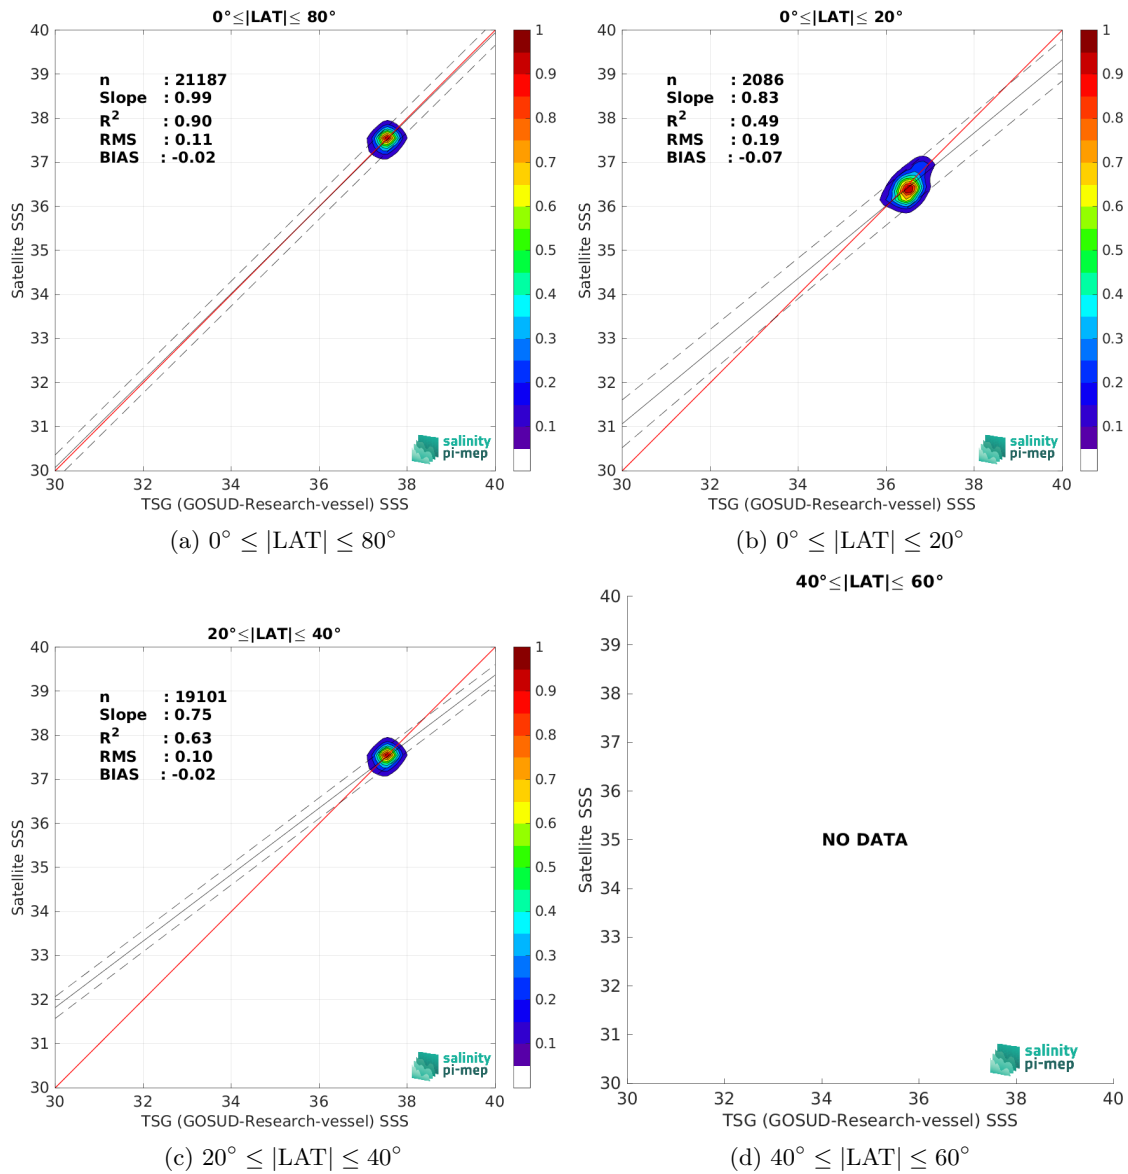 0°≤|LAT|≤ 80°
40
39
38
37
36
35
34
33
32
31
30
Satellite SSS
n : 21187
Slope : 0.99
R² : 0.90
RMS : 0.11
BIAS : -0.02
salinity
pi-mep
30 32 34 36 38 40
TSG (GOSUD-Research-vessel) SSS
1
0.9
0.8
0.7
0.6
0.5
0.4
0.3
0.2
0.1
(a) 0° ≤ |LAT| ≤ 80°
0°≤|LAT|≤ 20°
40
39
38
37
36
35
34
33
32
31
30
Satellite SSS
n : 2086
Slope : 0.83
R² : 0.49
RMS : 0.19
BIAS : -0.07
salinity
pi-mep
30 32 34 36 38 40
TSG (GOSUD-Research-vessel) SSS
1
0.9
0.8
0.7
0.6
0.5
0.4
0.3
0.2
0.1
(b) 0° ≤ |LAT| ≤ 20°
20°≤|LAT|≤ 40°
40
39
38
37
36
35
34
33
32
31
30
Satellite SSS
n : 19101
Slope : 0.75
R² : 0.63
RMS : 0.10
BIAS : -0.02
salinity
pi-mep
30 32 34 36 38 40
TSG (GOSUD-Research-vessel) SSS
1
0.9
0.8
0.7
0.6
0.5
0.4
0.3
0.2
0.1
(c) 20° ≤ |LAT| ≤ 40°
40°≤|LAT|≤ 60°
40
39
38
37
36
35
34
33
32
31
30
Satellite SSS
NO DATA
salinity
pi-mep
30 32 34 36 38 40
TSG (GOSUD-Research-vessel) SSS
(d) 40° ≤ |LAT| ≤ 60°